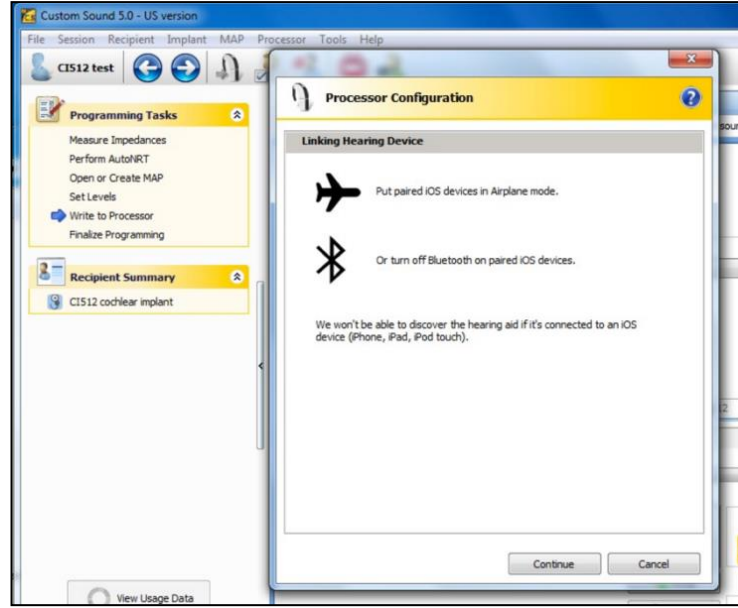 Custom Sound 5.0 - US version
File Session Recipient Implant MAP Processor Tools Help
CI512 test
Programming Tasks
Measure Impedances
Perform AutoNRT
Open or Create MAP
Set Levels
Write to Processor
Finalize Programming
Recipient Summary
CI512 cochlear implant
View Usage Data
Processor Configuration
Linking Hearing Device
Put paired iOS devices in Airplane mode.
Or turn off Bluetooth on paired iOS devices.
We won't be able to discover the hearing aid if it's connected to an iOS
device (iPhone, iPad, iPod touch).
Continue Cancel